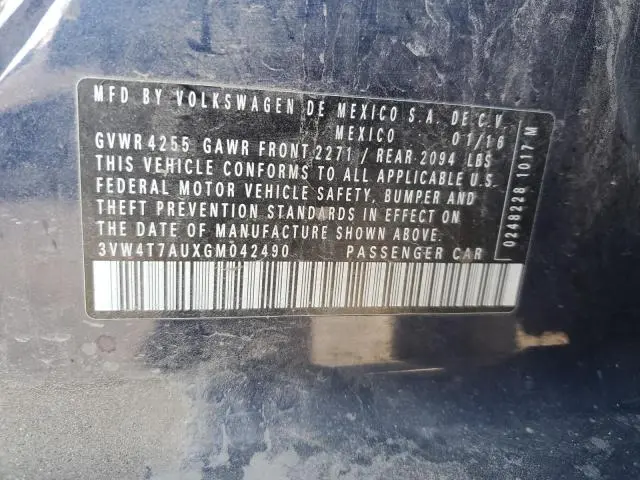 MFD BY VOLKSWAGEN DE MEXICO S.A. DE C.V.
MEXICO 01/16
GVWR 4255 GAWR FRONT 2271 / REAR 2094 LBS
THIS VEHICLE CONFORMS TO ALL APPLICABLE U.S.
FEDERAL MOTOR VEHICLE SAFETY, BUMPER AND
THEFT PREVENTION STANDARDS IN EFFECT ON
THE DATE OF MANUFACTURE SHOWN ABOVE.
3VW4T7AUXGM042490 PASSENGER CAR
0248228 1017 M